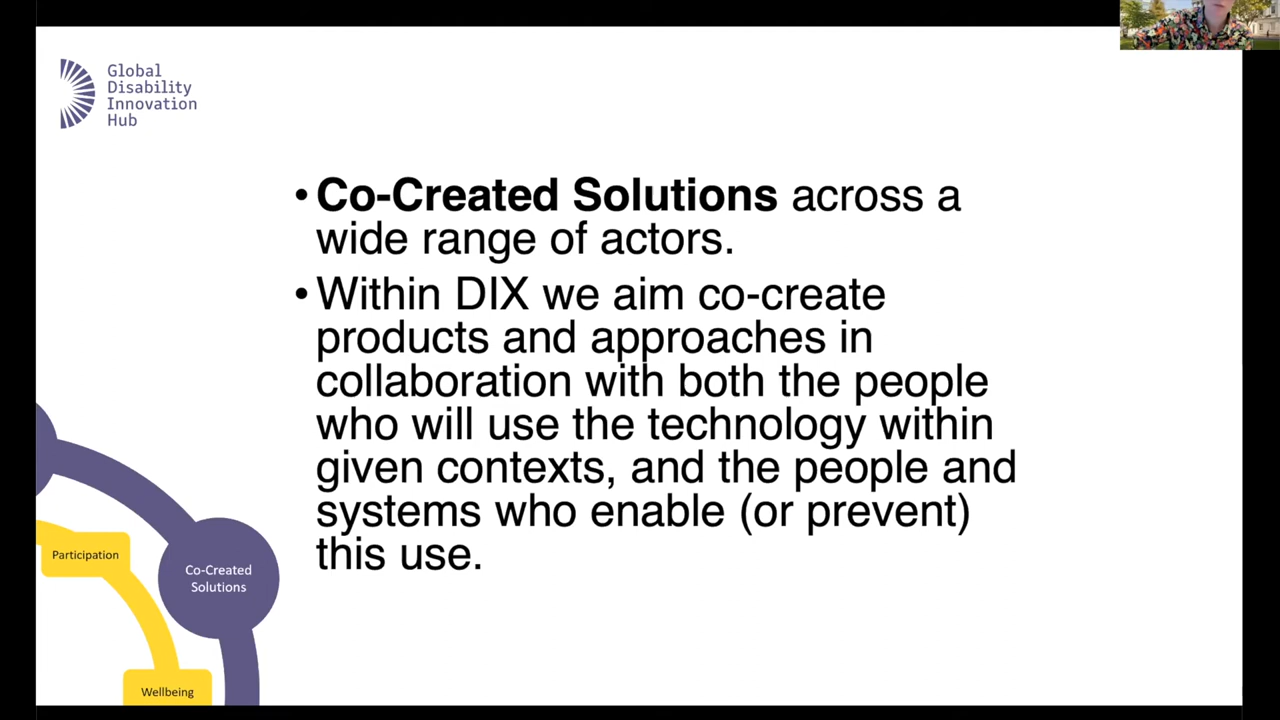 Global
Disability
Innovation
Hub
• Co-Created Solutions across a
wide range of actors.
• Within DIX we aim co-create
products and approaches in
collaboration with both the people
who will use the technology within
given contexts, and the people and
systems who enable (or prevent)
this use.
Participation
Co-Created
Solutions
Wellbeing